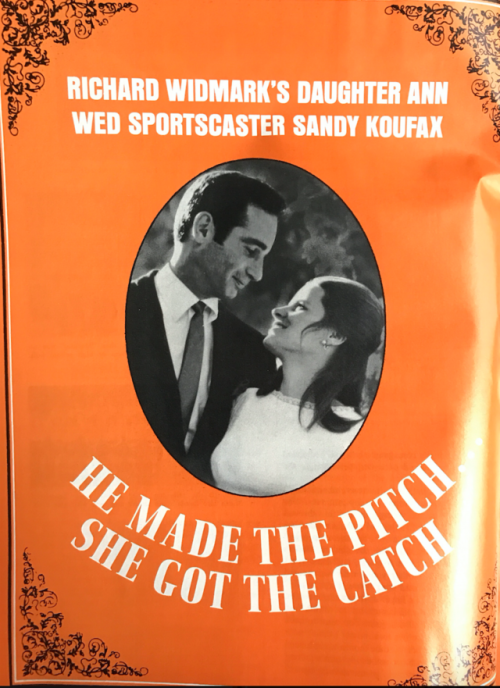 RICHARD WIDMARK'S DAUGHTER ANN
WED SPORTSCASTER SANDY KOUFAX
HE MADE THE PITCH...
SHE GOT THE CATCH